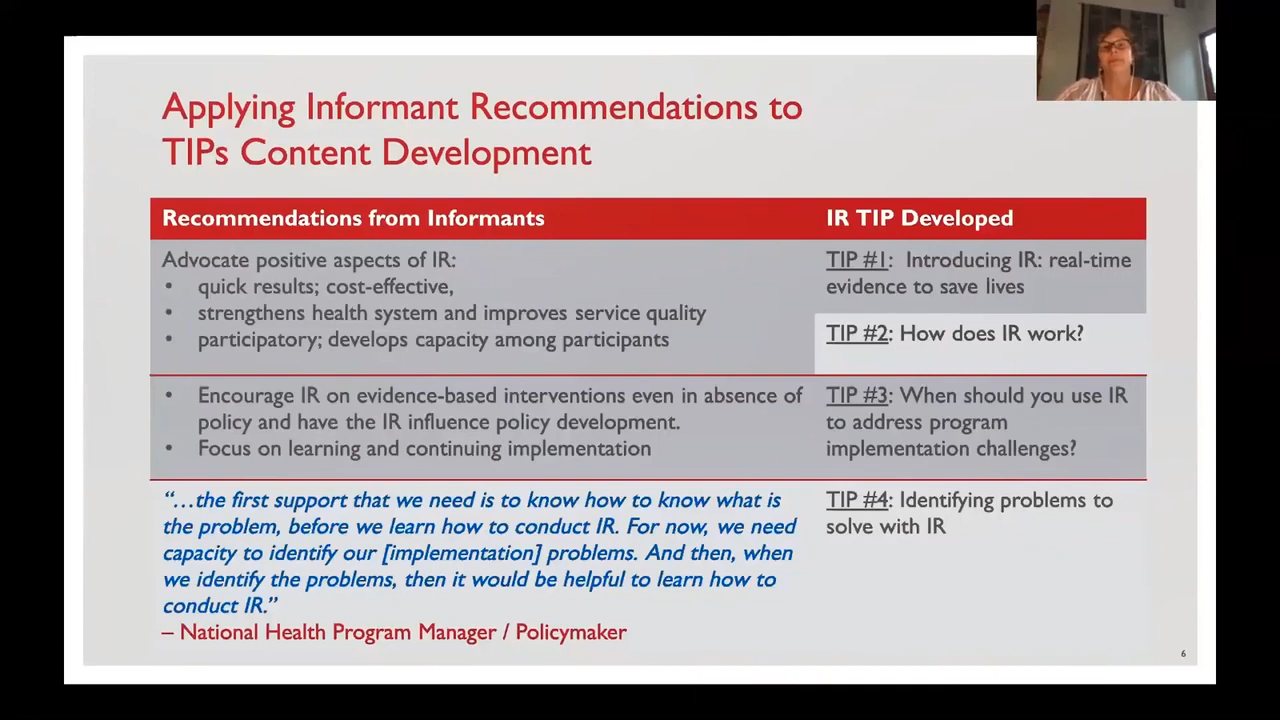 Applying Informant Recommendations to
TIPs Content Development
Recommendations from Informants
IR TIP Developed
Advocate positive aspects of IR:
• quick results; cost-effective,
• strengthens health system and improves service quality
• participatory; develops capacity among participants
TIP #1: Introducing IR: real-time
evidence to save lives
TIP #2: How does IR work?
• Encourage IR on evidence-based interventions even in absence of
policy and have the IR influence policy development.
• Focus on learning and continuing implementation
TIP #3: When should you use IR
to address program
implementation challenges?
“…the first support that we need is to know how to know what is
the problem, before we learn how to conduct IR. For now, we need
capacity to identify our [implementation] problems. And then, when
we identify the problems, then it would be helpful to learn how to
conduct IR.”
– National Health Program Manager / Policymaker
TIP #4: Identifying problems to
solve with IR
6